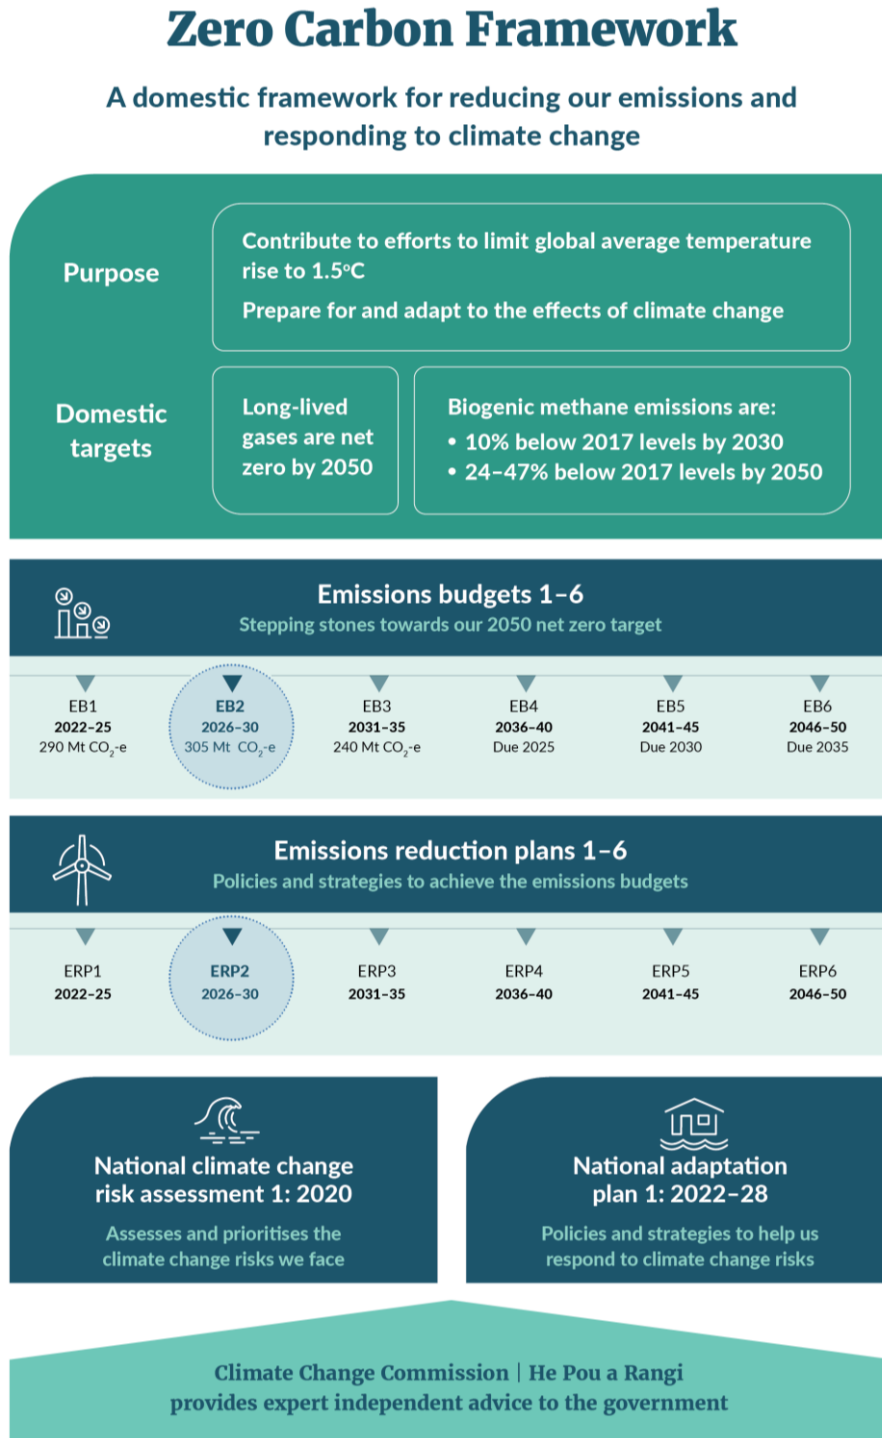 Zero Carbon Framework
A domestic framework for reducing our emissions and
responding to climate change
Purpose
Contribute to efforts to limit global average temperature
rise to 1.5°C
Prepare for and adapt to the effects of climate change
Domestic
targets
Long-lived
gases are net
zero by 2050
Biogenic methane emissions are:
• 10% below 2017 levels by 2030
• 24–47% below 2017 levels by 2050
Emissions budgets 1–6
Stepping stones towards our 2050 net zero target
EB1
2022–25
290 Mt CO₂-e
EB2
2026–30
305 Mt CO₂-e
EB3
2031–35
240 Mt CO₂-e
EB4
2036–40
Due 2025
EB5
2041–45
Due 2030
EB6
2046–50
Due 2035
Emissions reduction plans 1–6
Policies and strategies to achieve the emissions budgets
ERP1
2022–25
ERP2
2026–30
ERP3
2031–35
ERP4
2036–40
ERP5
2041–45
ERP6
2046–50
National climate change
risk assessment 1: 2020
Assesses and prioritises the
climate change risks we face
National adaptation
plan 1: 2022–28
Policies and strategies to help us
respond to climate change risks
Climate Change Commission | He Pou a Rangi
provides expert independent advice to the government